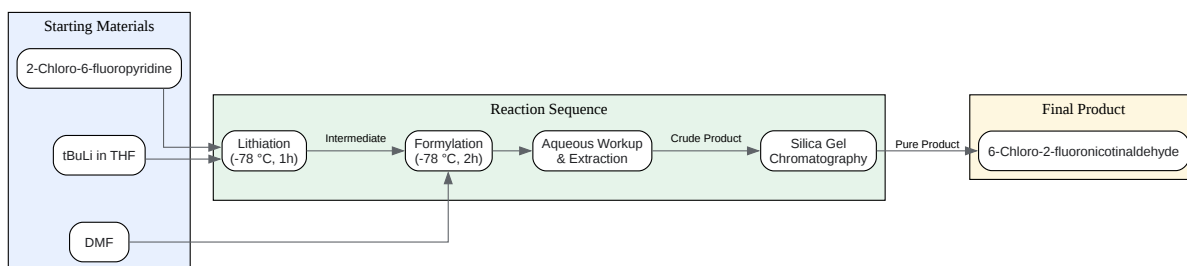 Starting Materials
2-Chloro-6-fluoropyridine
tBuLi in THF
DMF
Reaction Sequence
Lithiation
(-78 °C, 1h)
Intermediate
Formylation
(-78 °C, 2h)
Aqueous Workup
& Extraction
Crude Product
Silica Gel
Chromatography
Pure Product
Final Product
6-Chloro-2-fluoronicotinaldehyde